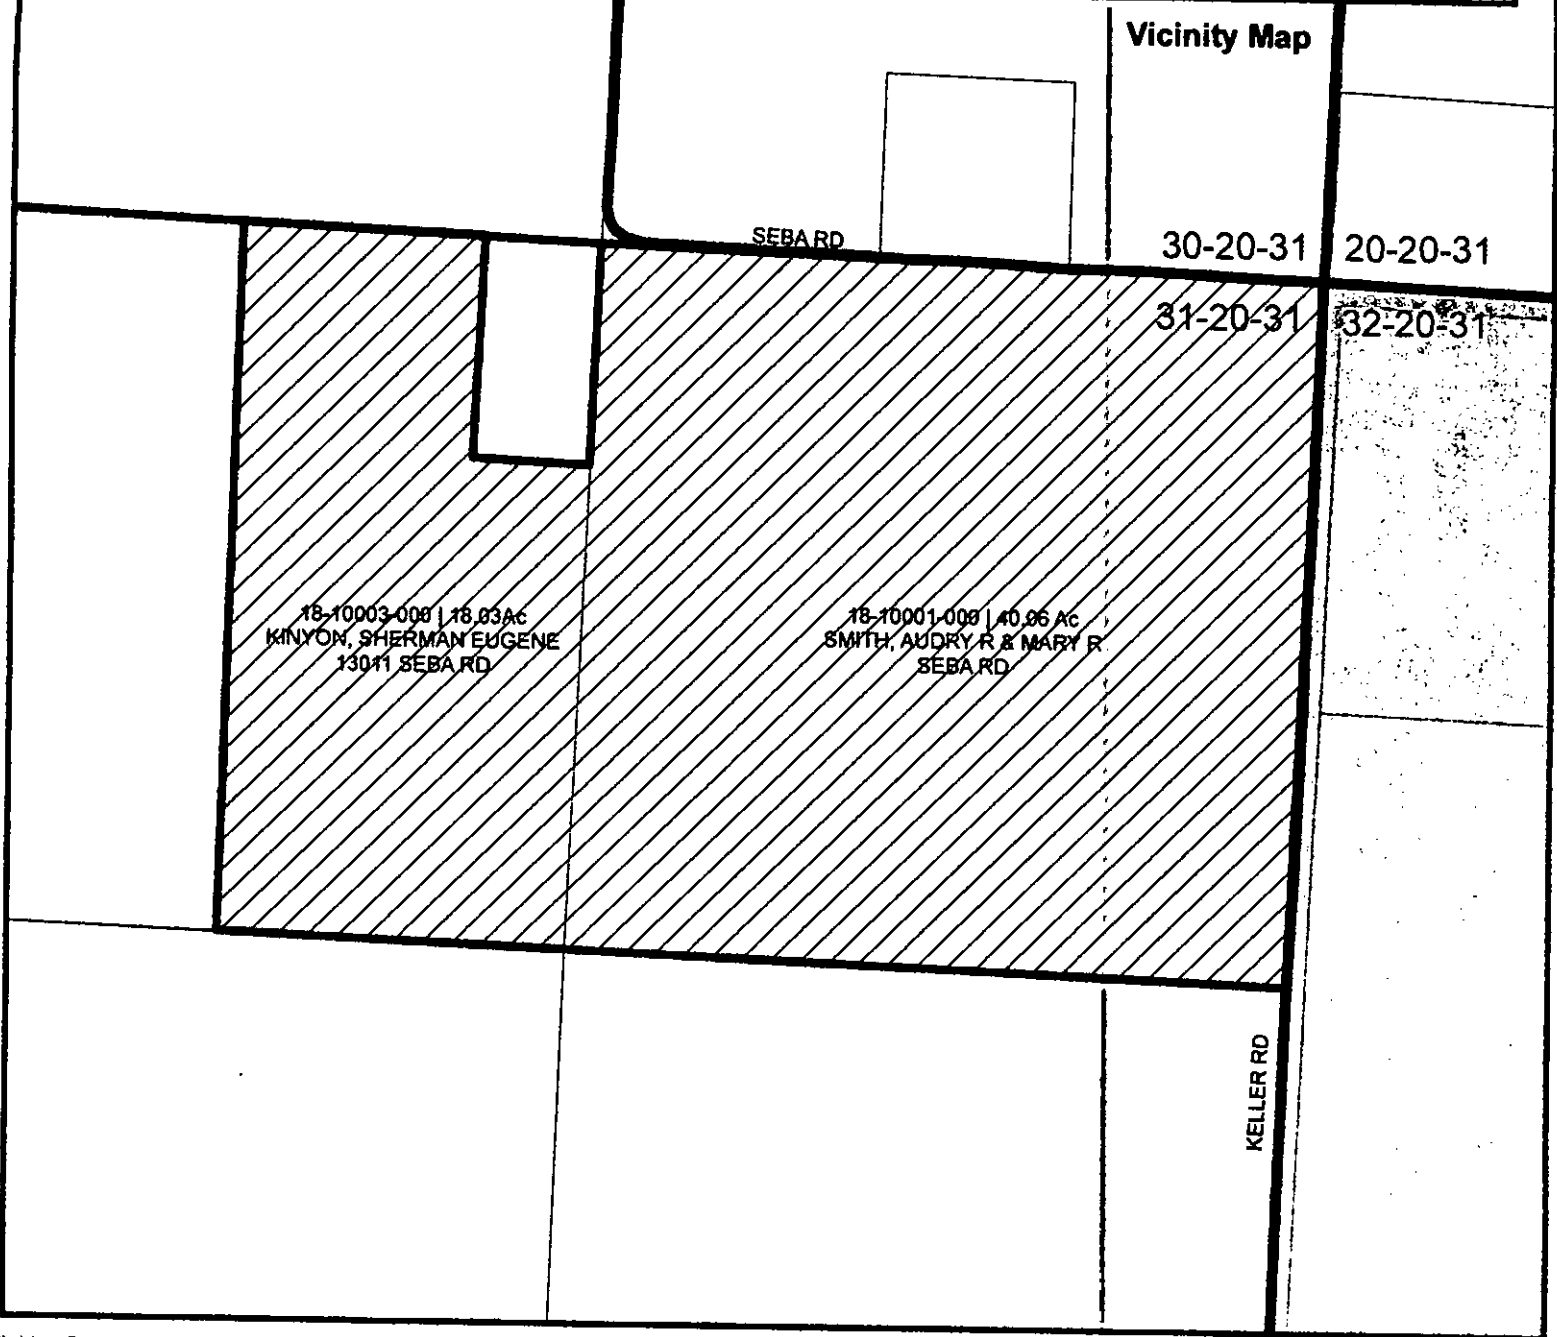 Vicinity Map
SEBA RD
30-20-31
20-20-31
31-20-31
32-20-31
18-10003-000 | 18.03Ac
KINYON, SHERMAN EUGENE
13011 SEBA RD
18-10001-000 | 40.06 Ac
SMITH, AUDRY R & MARY R
SEBA RD
KELLER RD